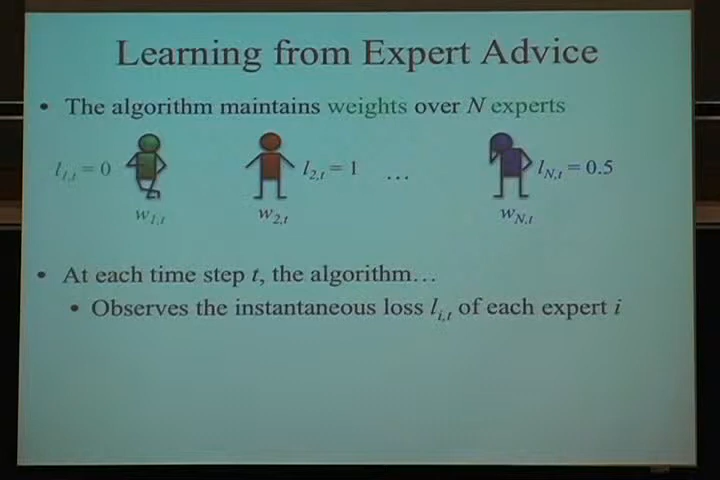 Learning from Expert Advice
• The algorithm maintains weights over N experts
l1,t = 0 l2,t = 1 ... lN,t = 0.5
w1,t w2,t wN,t
• At each time step t, the algorithm…
• Observes the instantaneous loss li,t of each expert i